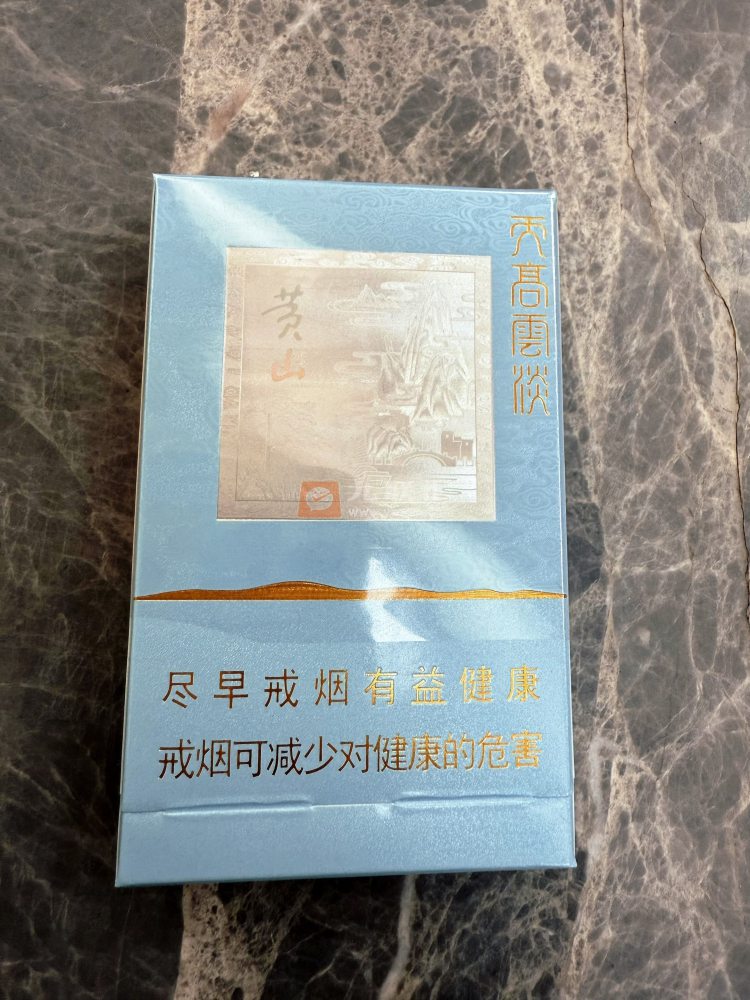 天高雲淡
黄山
尽早戒烟有益健康
戒烟可减少对健康的危害